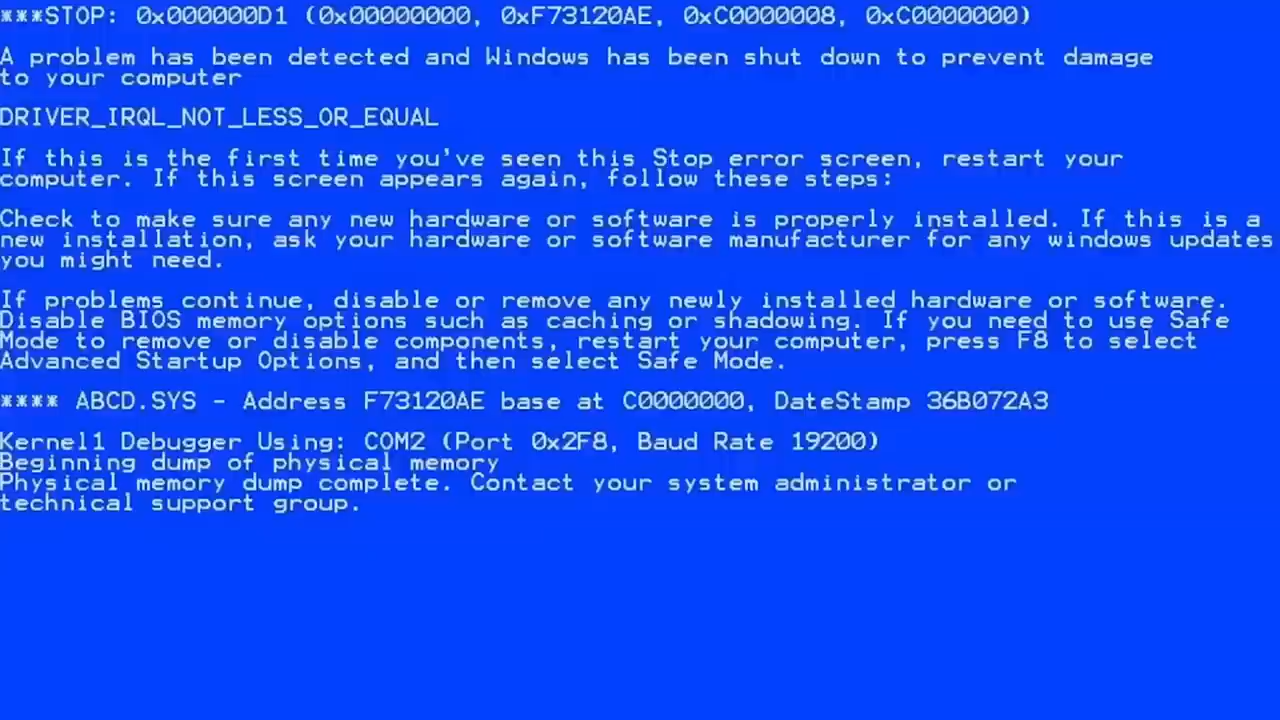 ***STOP: 0x000000D1 (0x00000000, 0xF73120AE, 0xC0000008, 0xC0000000)
A problem has been detected and Windows has been shut down to prevent damage
to your computer
DRIVER_IRQL_NOT_LESS_OR_EQUAL
If this is the first time you've seen this Stop error screen, restart your
computer. If this screen appears again, follow these steps:
Check to make sure any new hardware or software is properly installed. If this is a
new installation, ask your hardware or software manufacturer for any windows updates
you might need.
If problems continue, disable or remove any newly installed hardware or software.
Disable BIOS memory options such as caching or shadowing. If you need to use Safe
Mode to remove or disable components, restart your computer, press F8 to select
Advanced Startup Options, and then select Safe Mode.
**** ABCD.SYS - Address F73120AE base at C0000000, DateStamp 36B072A3
Kernel1 Debugger Using: COM2 (Port 0x2F8, Baud Rate 19200)
Beginning dump of physical memory
Physical memory dump complete. Contact your system administrator or
technical support group.